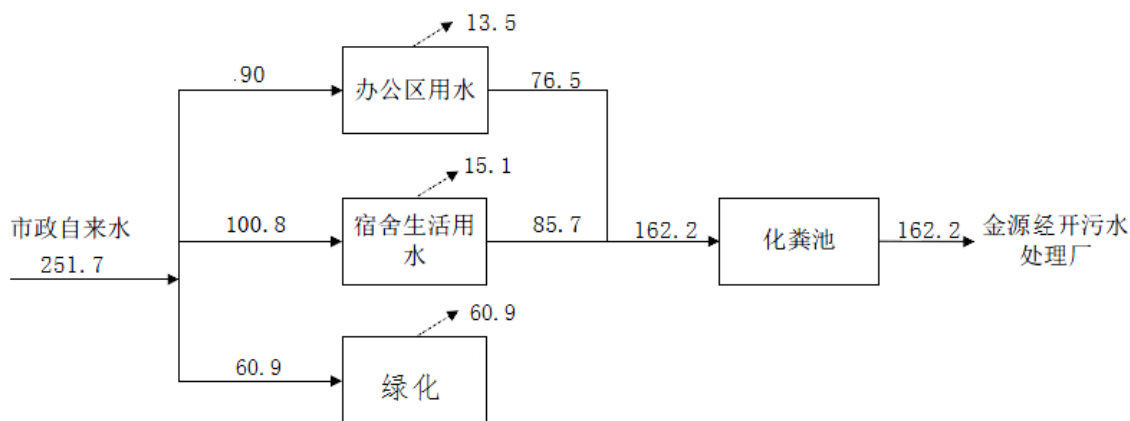 13.5
.90
办公区用水
76.5
15.1
市政自来水
100.8
宿舍生活用
水
85.7
162.2
化粪池
162.2
金源经开污水
处理厂
251.7
60.9
60.9
绿化